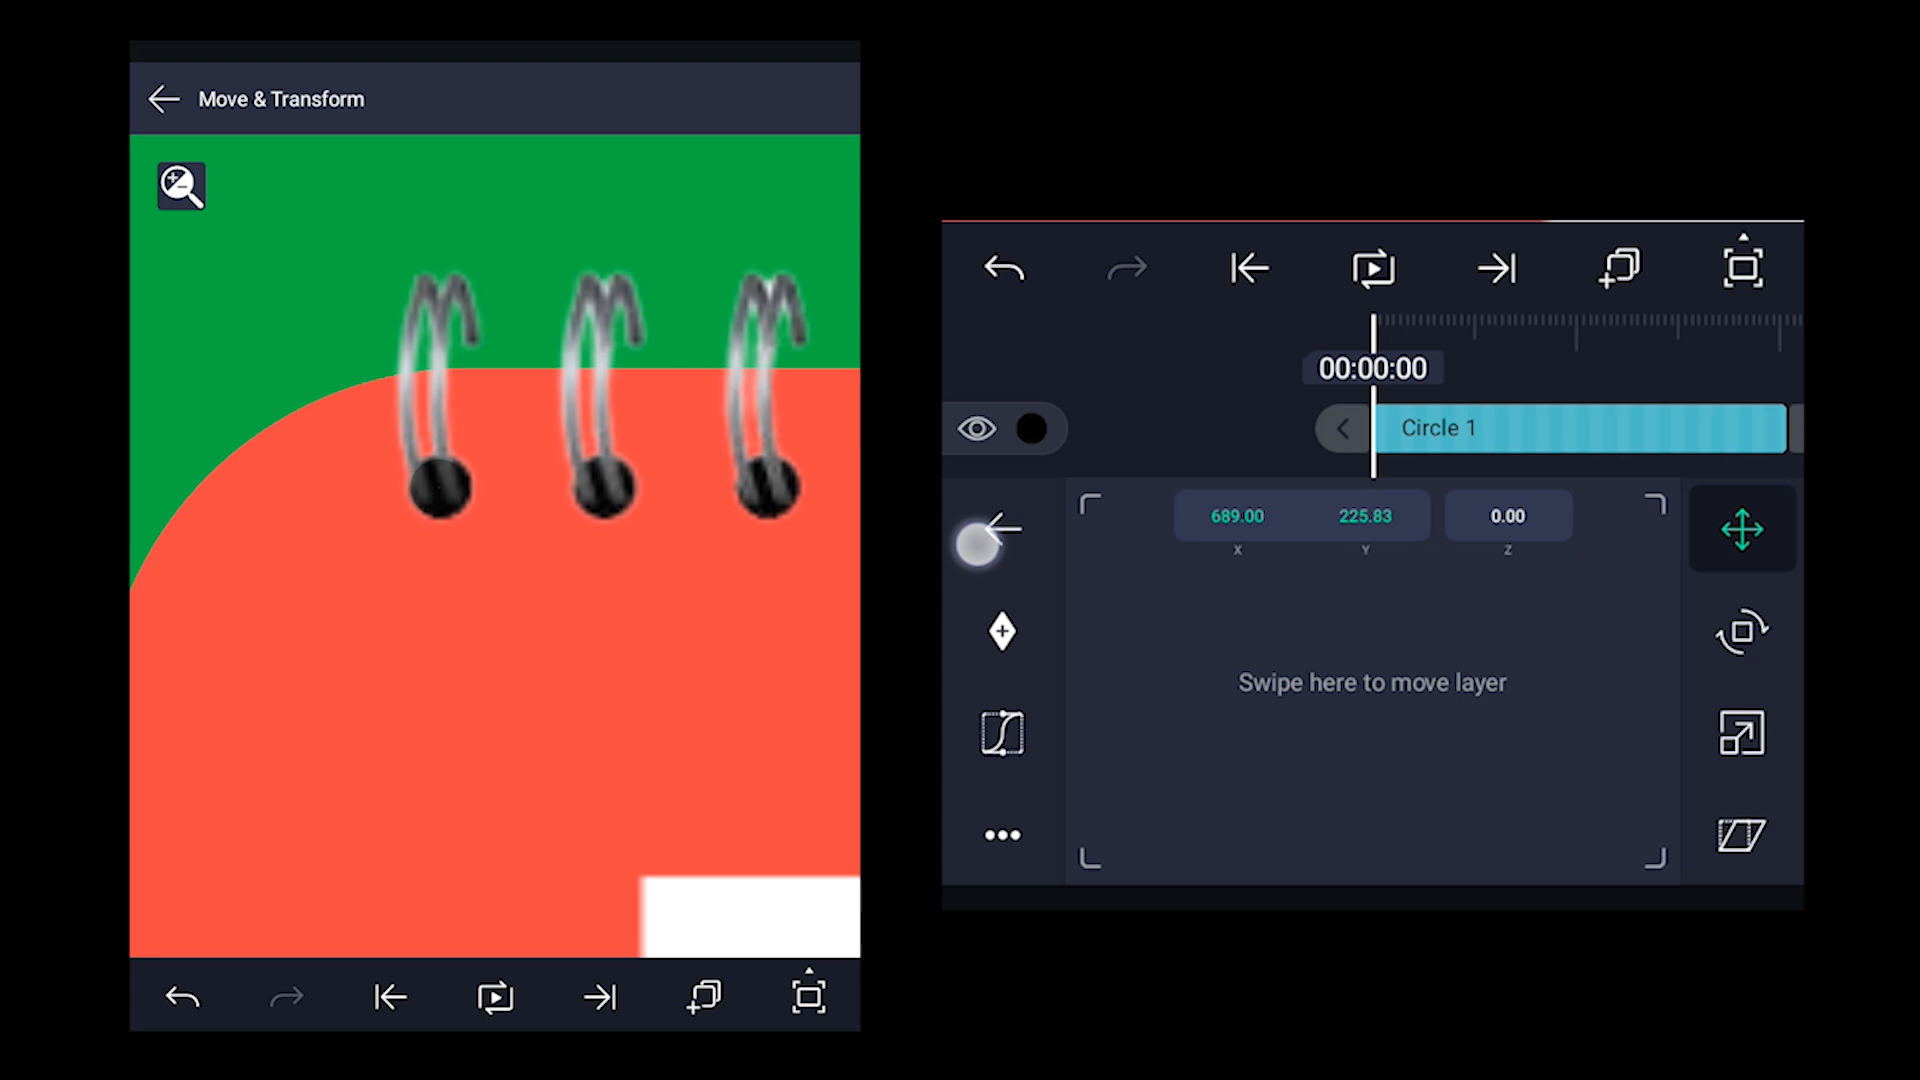 Move & Transform
00:00:00
Circle 1
689.00 225.83 0.00
X Y Z
Swipe here to move layer